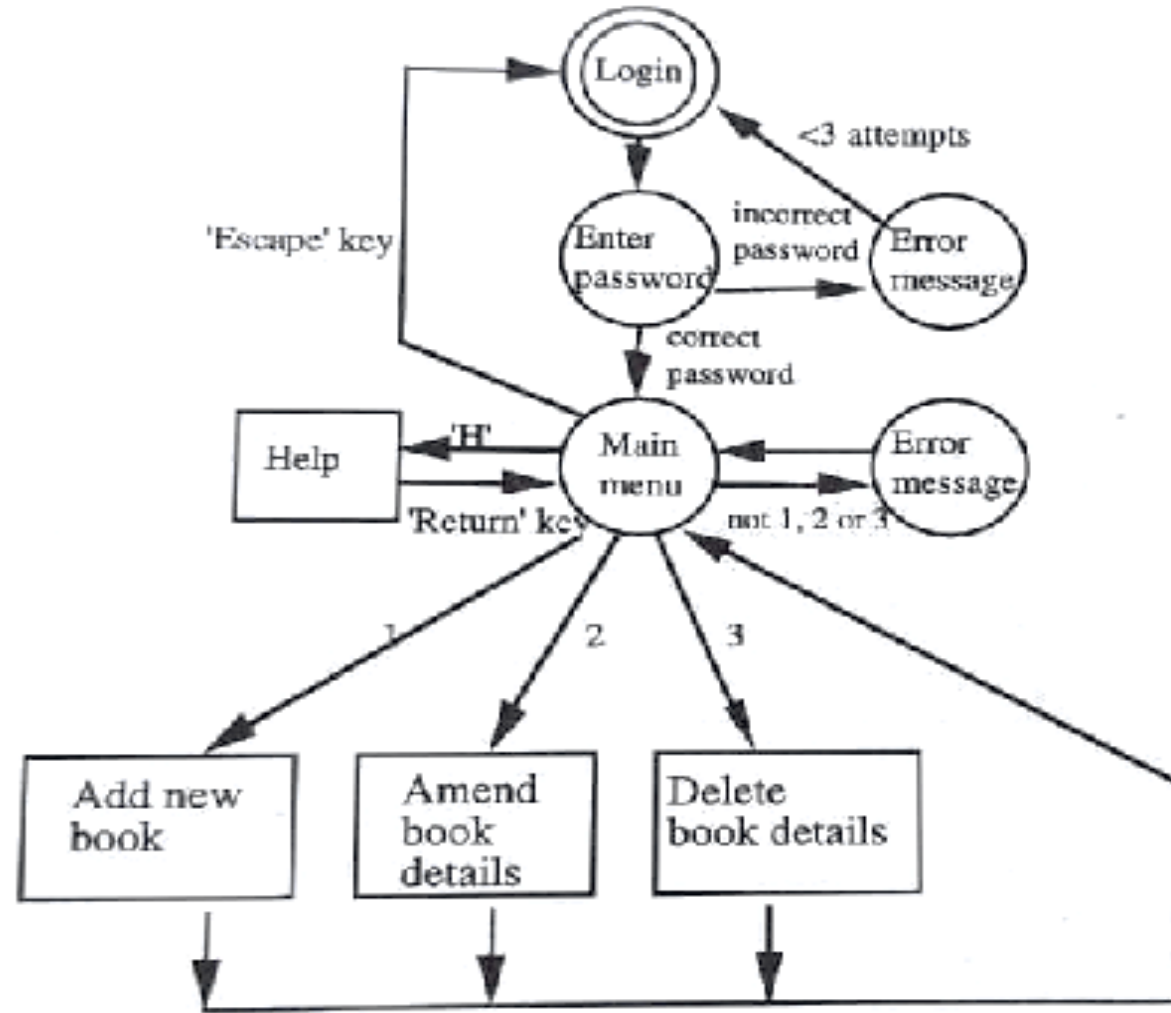 Login
<3 attempts
'Escape' key
Enter
password
incorrect
password
Error
message
correct
password
Help
'H'
'Return' key
Main
menu
Error
message
not 1, 2 or 3
1
2
3
Add new
book
Amend
book
details
Delete
book details